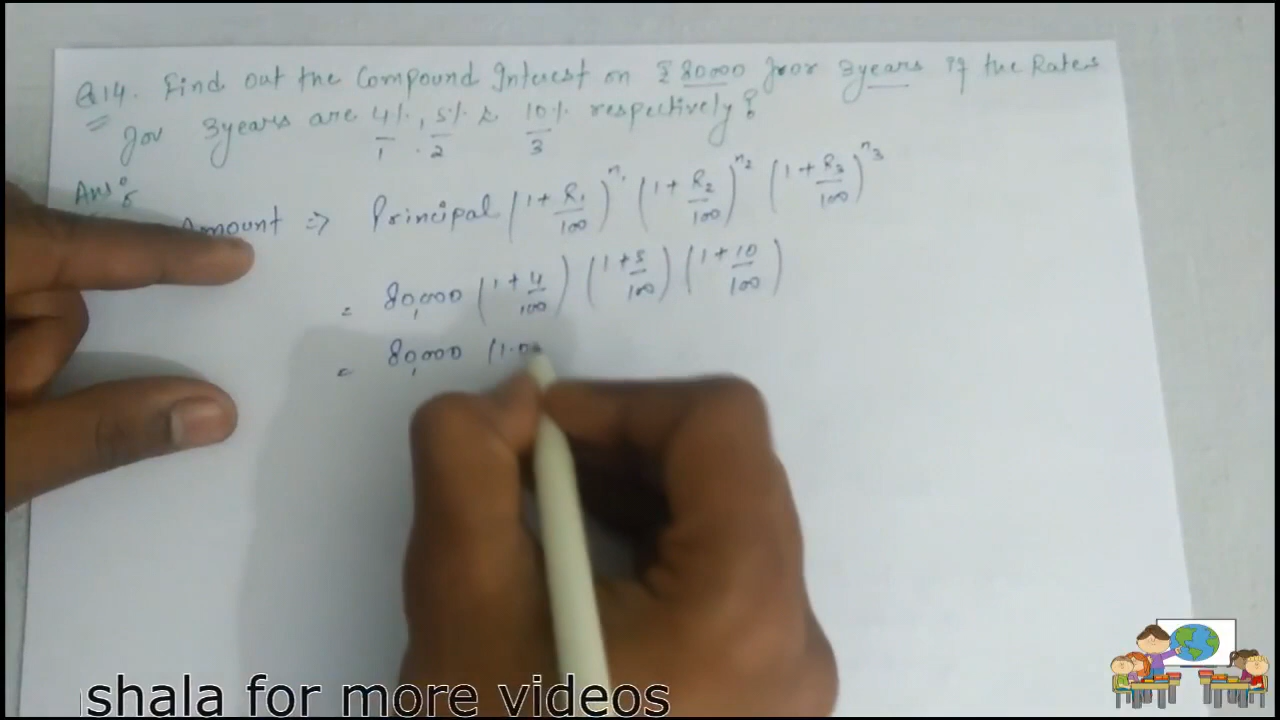 Q14. Find out the Compound Interest on ₹ 80000 for 3years if the Rates
for 3years are 4%, 5% & 10% respectively?
1 2 3
Ans:
Amount => Principal (1 + R1/100)^n1 (1 + R2/100)^n2 (1 + R3/100)^n3
= 80,000 (1 + 4/100) (1 + 5/100) (1 + 10/100)
= 80,000 (1.0
shala for more videos